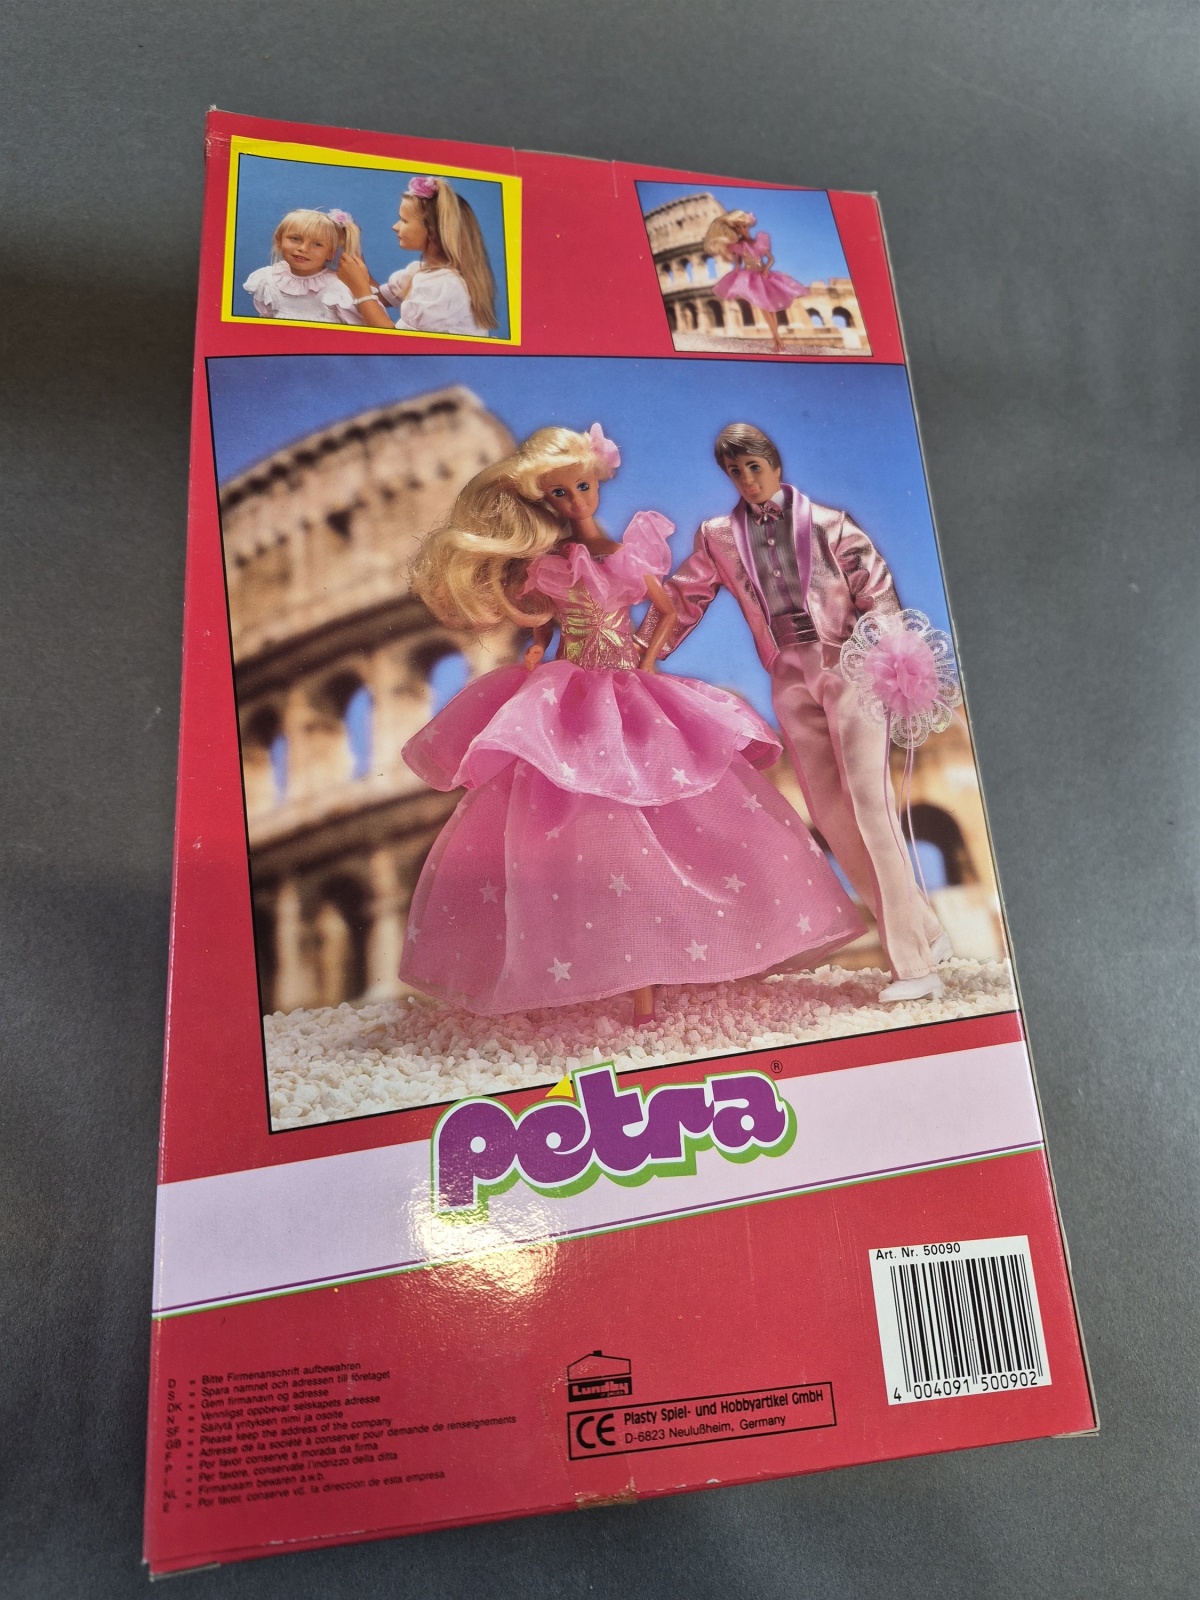 pétra®
Art. Nr. 50090
4 004091 500902
D = Bitte Firmenanschrift aufbewahren
S = Spara namnet och adressen till företaget
DK = Gem firmanavn og adresse
N = Vennligst oppbevar selskapets adresse
SF = Säilytä yrityksen nimi ja osoite
GB = Please keep the address of the company
F = Adresse de la société à conserver pour demande de renseignements
P = Por favor conserve a morada da firma
I = Per favore, conservate l'indirizzo della ditta
NL = Firmanaam bewaren a.w.b.
E = Por favor, conserve vd. la direccion de esta empresa
Lundby
CE Plasty Spiel- und Hobbyartikel GmbH
D-6823 Neulußheim, Germany